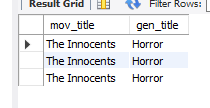 Result Grid Filter Rows:
mov_title gen_title
The Innocents Horror
The Innocents Horror
The Innocents Horror